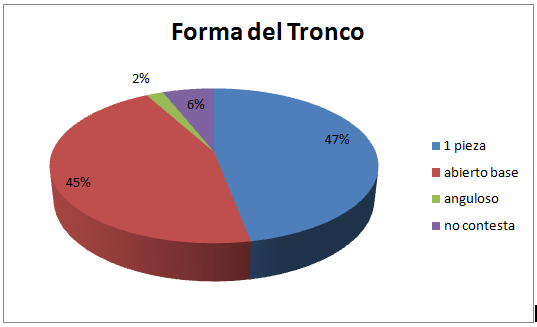 Forma del Tronco
2%
6%
47%
45%
1 pieza
abierto base
anguloso
no contesta